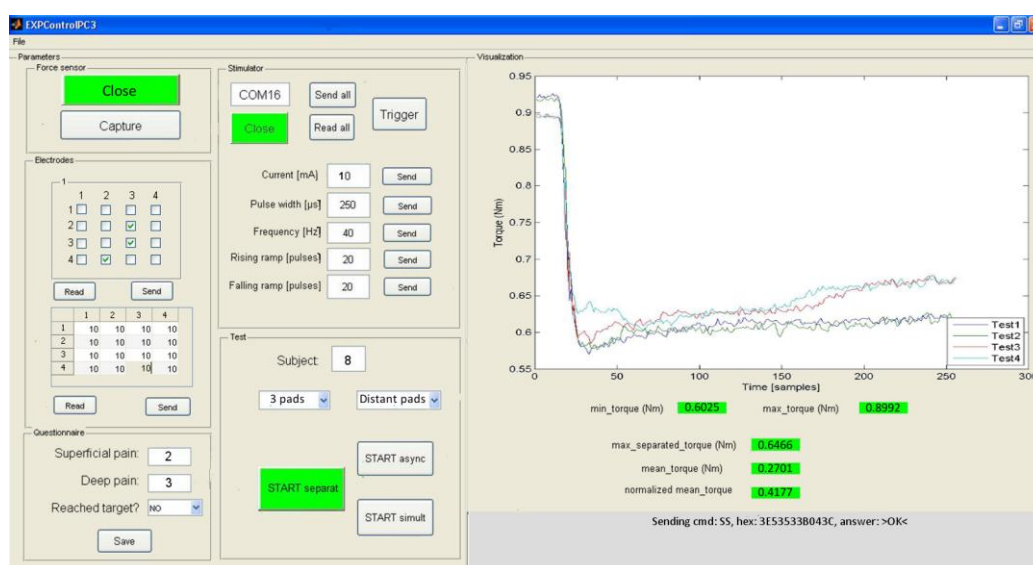 EXPControlPC3
File
Parameters
Force sensor
Close
Capture
Electrodes
1
1 2 3 4
1
2
3
4
Read Send
1 2 3 4
1 10 10 10 10
2 10 10 10 10
3 10 10 10 10
4 10 10 10 10
Read Send
Questionnaire
Superficial pain: 2
Deep pain: 3
Reached target? NO
Save
Stimulator
COM16 Send all
Trigger
Close Read all
Current [mA] 10 Send
Pulse width [µs] 250 Send
Frequency [Hz] 40 Send
Rising ramp [pulses] 20 Send
Falling ramp [pulses] 20 Send
Test
Subject: 8
3 pads Distant pads
START async
START separat
START simult
Visualization
0.95
0.9
0.85
0.8
0.75
0.7
0.65
0.6
0.55
Torque (Nm)
0 50 100 150 200 250 300
Time [samples]
Test1
Test2
Test3
Test4
min_torque (Nm) 0.6025 max_torque (Nm) 0.8992
max_separated_torque (Nm) 0.6466
mean_torque (Nm) 0.2701
normalized mean_torque 0.4177
Sending cmd: SS, hex: 3E53533B043C, answer: >OK<